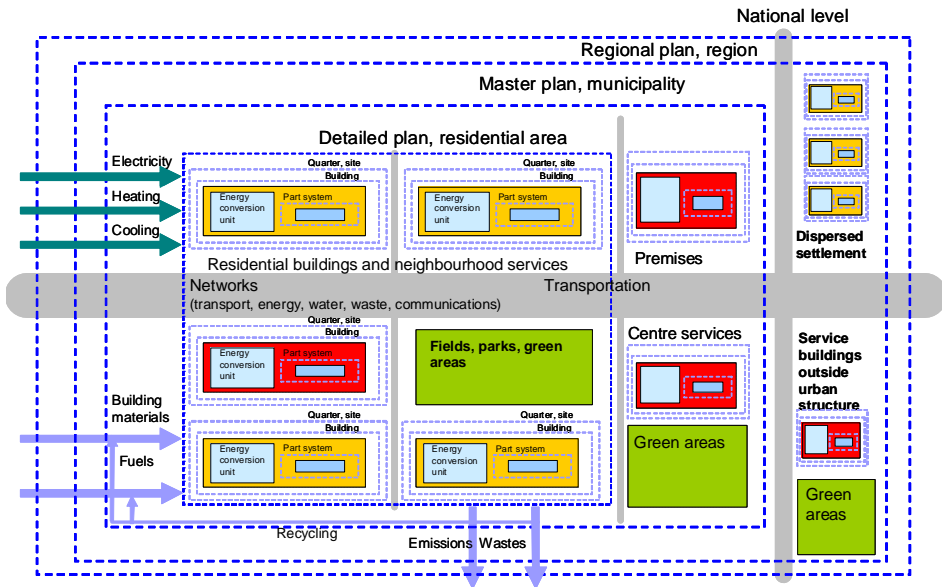 National level
Regional plan, region
Master plan, municipality
Detailed plan, residential area
Electricity
Heating
Cooling
Quarter, site
Building
Energy
conversion
unit
Part system
Quarter, site
Building
Energy
conversion
unit
Part system
Premises
Dispersed
settlement
Residential buildings and neighbourhood services
Networks
(transport, energy, water, waste, communications)
Transportation
Quarter, site
Building
Energy
conversion
unit
Part system
Fields, parks, green
areas
Centre services
Service
buildings
outside
urban
structure
Building
materials
Fuels
Quarter, site
Building
Energy
conversion
unit
Part system
Quarter, site
Building
Energy
conversion
unit
Part system
Green areas
Green
areas
Recycling
Emissions
Wastes